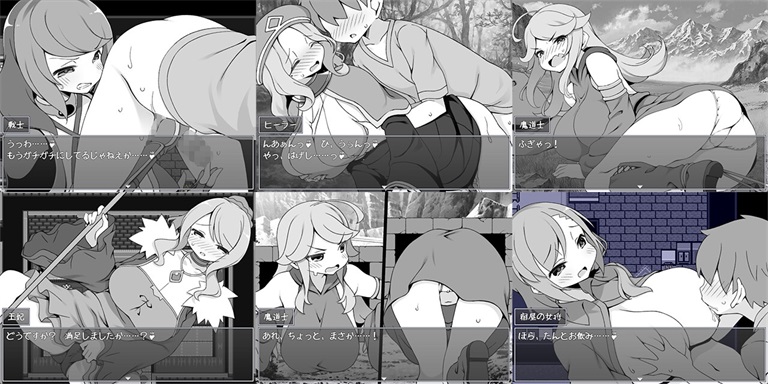 戦士
うっわ……♥
もうガチガチにしてるじゃねぇか……♥
ヒーラー
んあぁんっ♥ ひ、うぅんっ♥
やっ、はげし……っ♥
魔道士
ふぎゃっ！
王妃
どうですか？ 満足しましたか……？♥
魔道士
あれ、ちょっと、まさか……！
宿屋の女将
ほら、たんとお飲み……♥